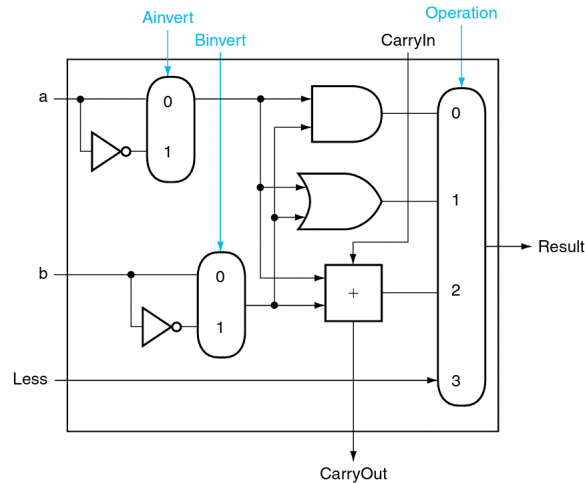 Ainvert
Operation
Binvert
CarryIn
a
0
0
1
1
Result
b
0
2
+
1
Less
3
CarryOut